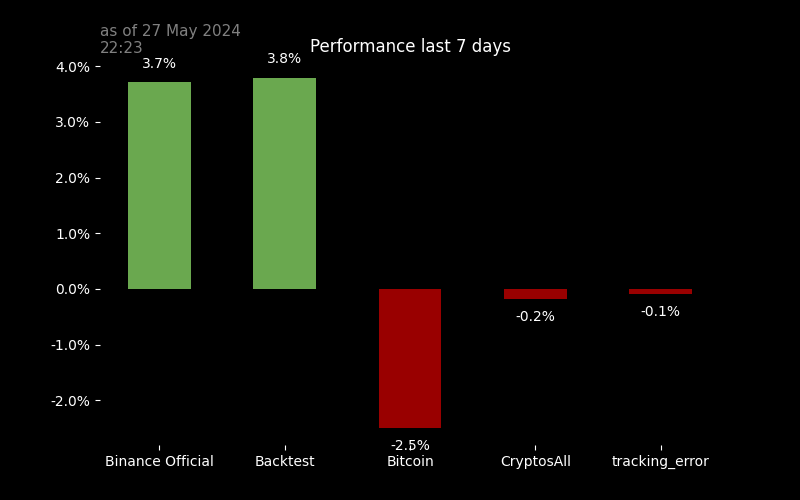 as of 27 May 2024
22:23
Performance last 7 days
4.0%
3.0%
2.0%
1.0%
0.0%
-1.0%
-2.0%
3.7%
3.8%
-2.5%
-0.2%
-0.1%
Binance Official
Backtest
Bitcoin
CryptosAll
tracking_error